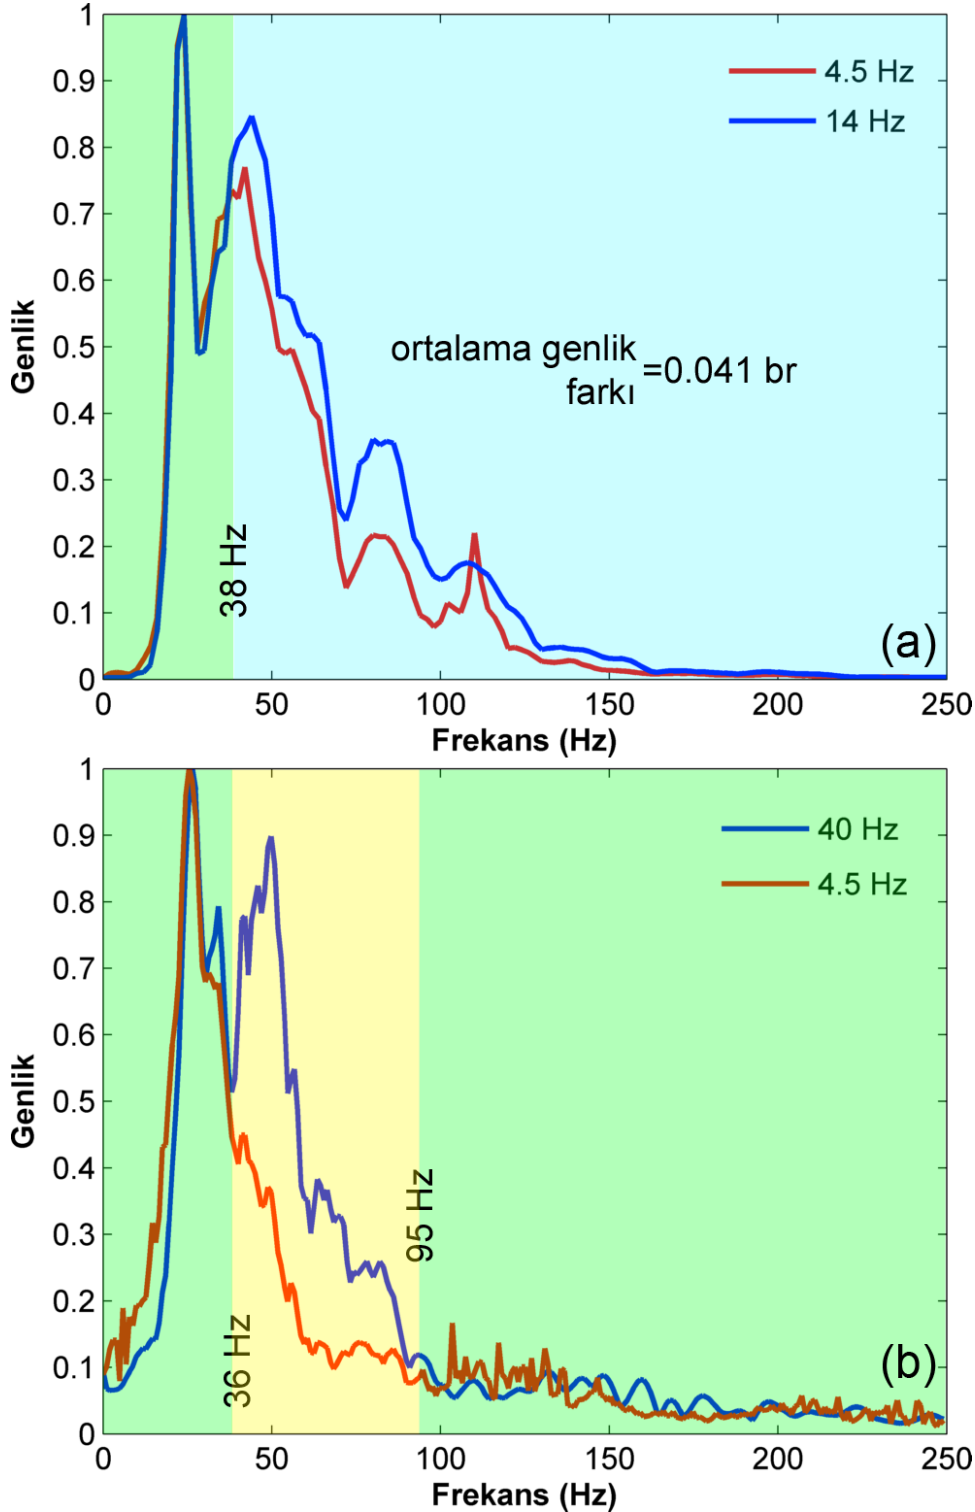 1
0.9
0.8
0.7
0.6
0.5
0.4
0.3
0.2
0.1
0
Genlik
4.5 Hz
14 Hz
ortalama genlik
farkı
=0.041 br
38 Hz
(a)
0 50 100 150 200 250
Frekans (Hz)
1
0.9
0.8
0.7
0.6
0.5
0.4
0.3
0.2
0.1
0
Genlik
40 Hz
4.5 Hz
36 Hz
95 Hz
(b)
0 50 100 150 200 250
Frekans (Hz)